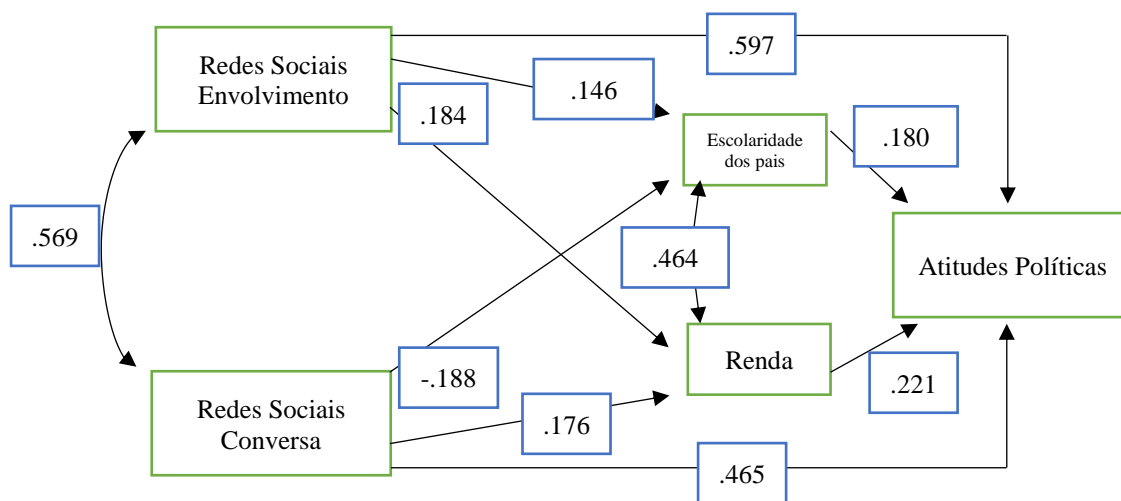 .597
Redes Sociais
Envolvimento
.146
.184
Escolaridade
dos pais
.180
.569
.464
Atitudes Políticas
Renda
-.188
.221
Redes Sociais
Conversa
.176
.465